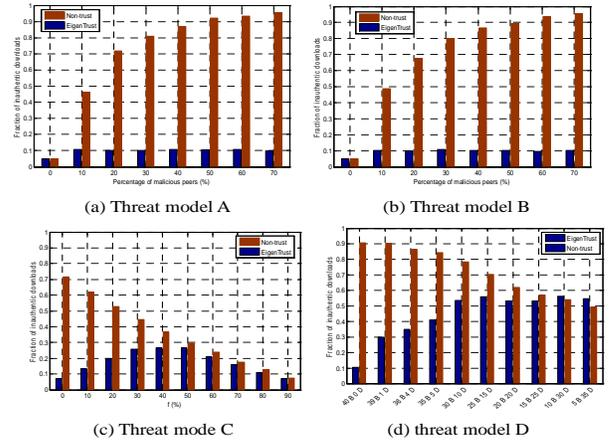 Non-trust
EigenTrust
Fraction of inauthentic downloads
1
0.9
0.8
0.7
0.6
0.5
0.4
0.3
0.2
0.1
0
0 10 20 30 40 50 60 70
Percentage of malicious peers (%)
(a) Threat model A
Non-trust
EigenTrust
Fraction of inauthentic downloads
1
0.9
0.8
0.7
0.6
0.5
0.4
0.3
0.2
0.1
0
0 10 20 30 40 50 60 70
Percentage of malicious peers (%)
(b) Threat model B
Non-trust
EigenTrust
Fraction of inauthentic downloads
1
0.9
0.8
0.7
0.6
0.5
0.4
0.3
0.2
0.1
0
0 10 20 30 40 50 60 70 80 90
f (%)
(c) Threat mode C
EigenTrust
Non-trust
Fraction of inauthentic downloads
1
0.9
0.8
0.7
0.6
0.5
0.4
0.3
0.2
0.1
0
40 B 0 D
39 B 1 D
36 B 4 D
35 B 5 D
30 B 10 D
25 B 15 D
20 B 20 D
15 B 25 D
10 B 30 D
5 B 35 D
(d) threat model D